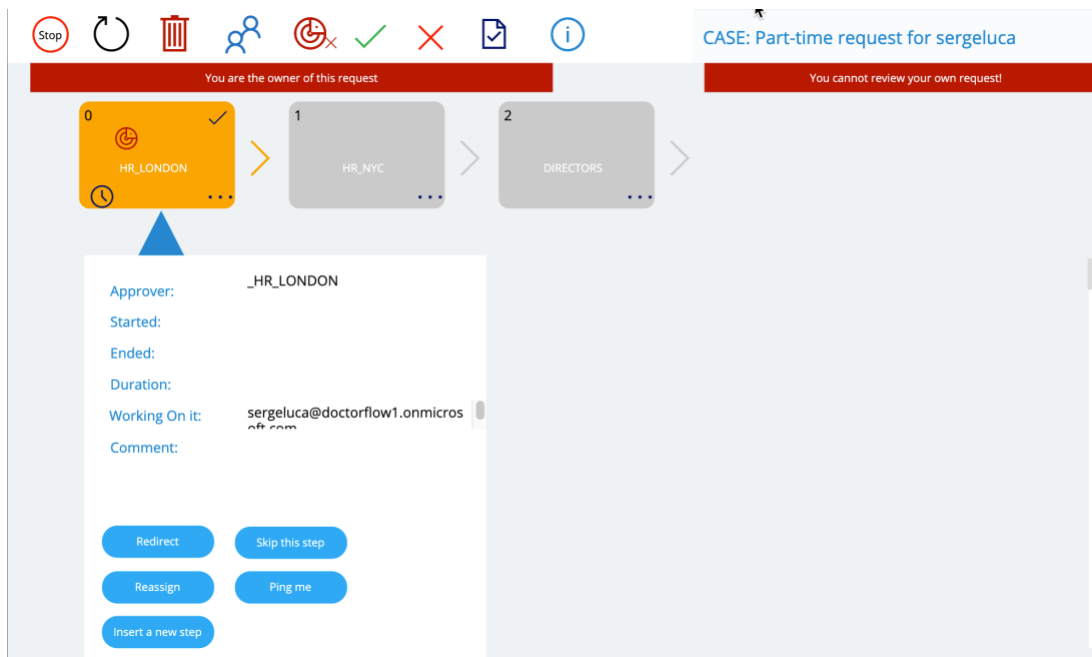 Stop
i
CASE: Part-time request for sergeluca
You are the owner of this request
You cannot review your own request!
0
HR_LONDON
1
HR_NYC
2
DIRECTORS
Approver:
_HR_LONDON
Started:
Ended:
Duration:
Working On it:
sergeluca@doctorflow1.onmicros
oft.com
Comment:
Redirect
Skip this step
Reassign
Ping me
Insert a new step